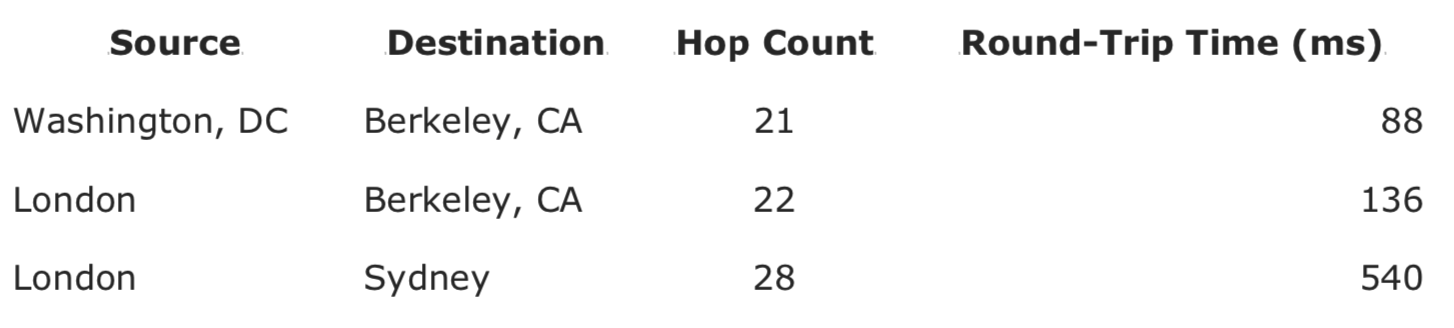 Source Destination Hop Count Round-Trip Time (ms)
Washington, DC Berkeley, CA 21 88
London Berkeley, CA 22 136
London Sydney 28 540